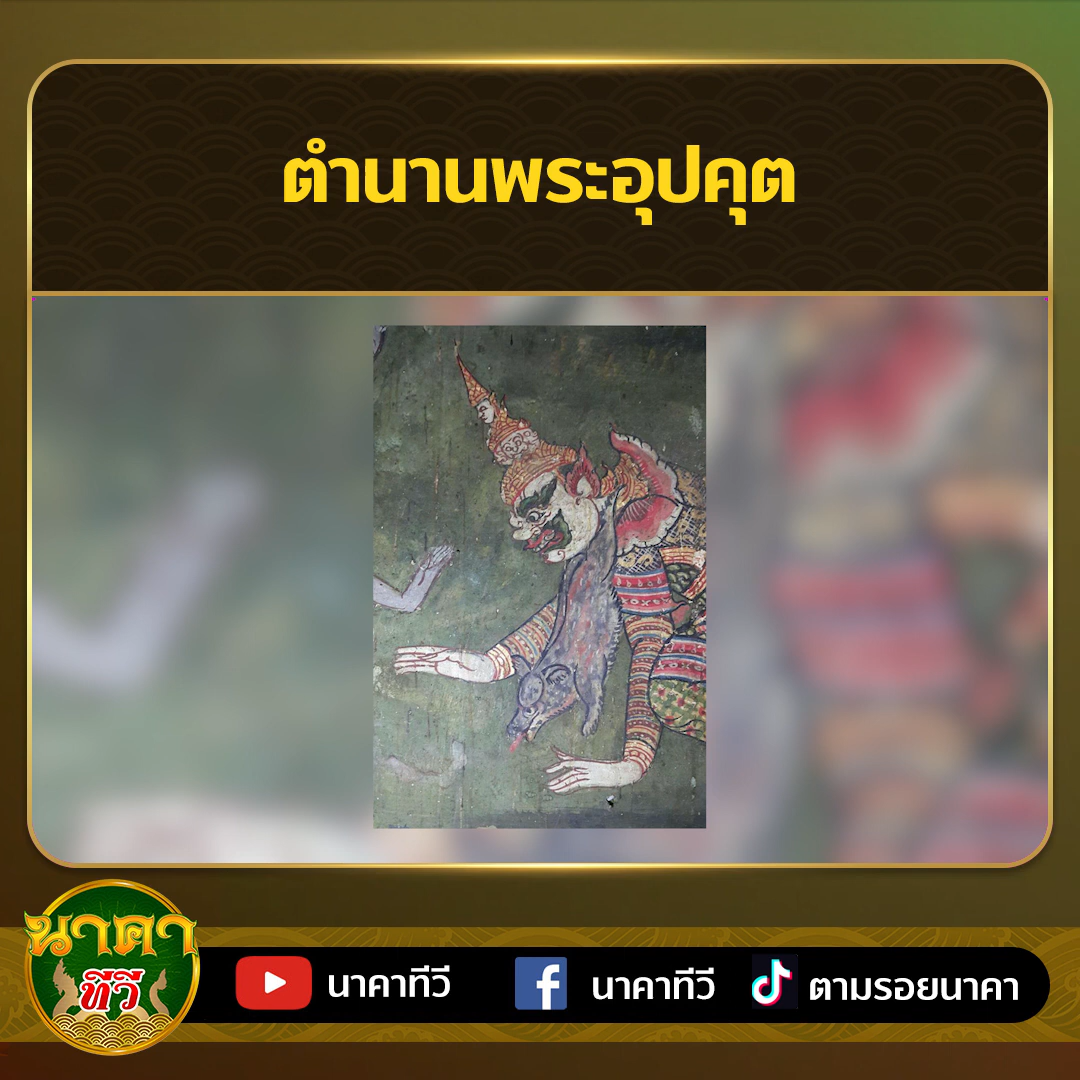 ตำนานพระอุปคุต
นาคา
ทีวี
นาคาทีวี
นาคาทีวี
ตามรอยนาคา